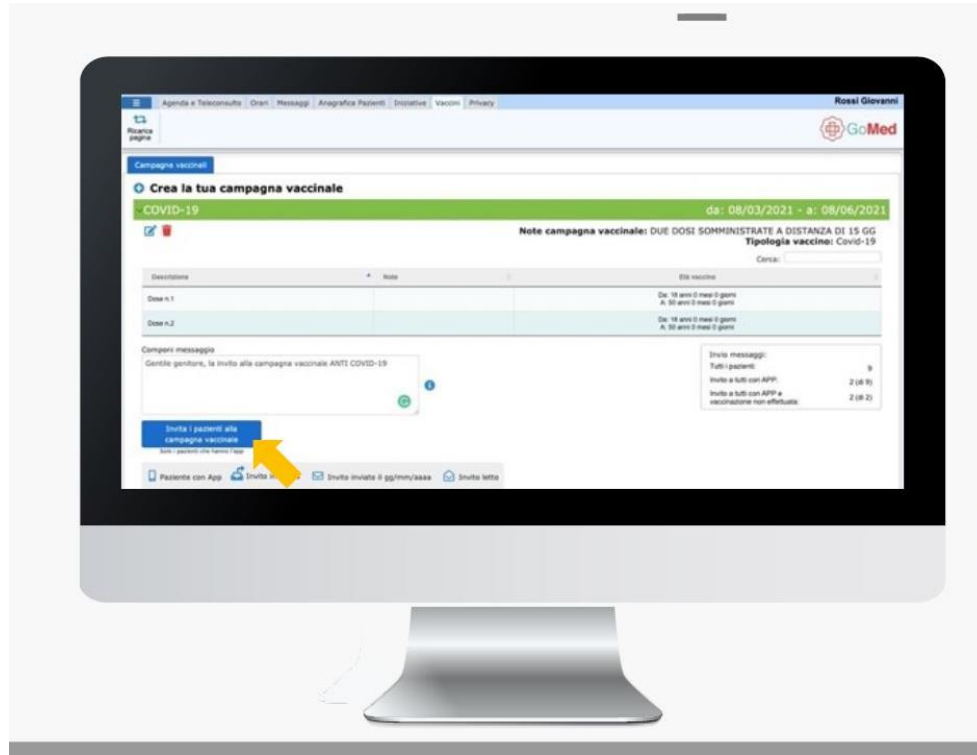 Agenda e Teleconsulto Orari Messaggi Anagrafica Pazienti Iniziative Vaccini Privacy Rossi Giovanni
Ricarica
pagina
GoMed
Campagne vaccinali
Crea la tua campagna vaccinale
COVID-19 da: 08/03/2021 - a: 08/06/2021
Note campagna vaccinale: DUE DOSI SOMMINISTRATE A DISTANZA DI 15 GG
Tipologia vaccino: Covid-19
Cerca:
Descrizione Note Età vaccino
Dose n.1 Da: 18 anni 0 mesi 0 giorni
A: 50 anni 0 mesi 0 giorni
Dose n.2 Da: 18 anni 0 mesi 0 giorni
A: 50 anni 0 mesi 0 giorni
Componi messaggio
Gentile genitore, la invito alla campagna vaccinale ANTI COVID-19
Invio messaggi:
Tutti i pazienti: 9
Invito a tutti con APP: 2 (di 9)
Invito a tutti con APP e
vaccinazione non effettuata: 2 (di 2)
Invita i pazienti alla
campagna vaccinale
Solo i pazienti che hanno l'app
Paziente con App Invito Invito inviato il gg/mm/aaaa Invito letto